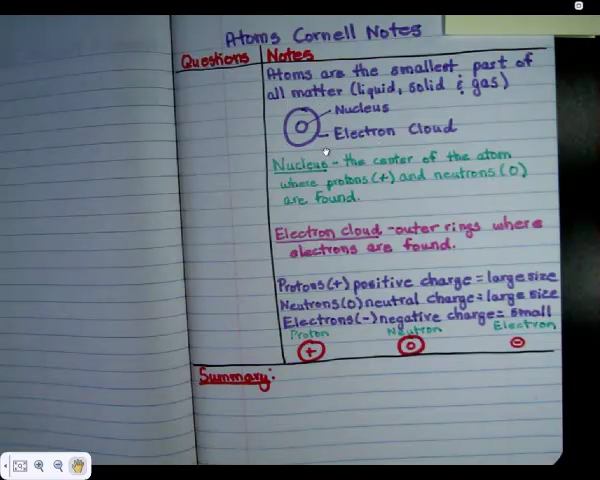 Atoms Cornell Notes
Questions
Notes
Atoms are the smallest part of
all matter (liquid, solid & gas)
Nucleus
Electron Cloud
Nucleus - the center of the atom
where protons (+) and neutrons (0)
are found.
Electron cloud - outer rings where
electrons are found.
Protons (+) positive charge = large size
Neutrons (0) neutral charge = large size
Electrons (-) negative charge = small
Proton Neutron Electron
+ 0 -
Summary: